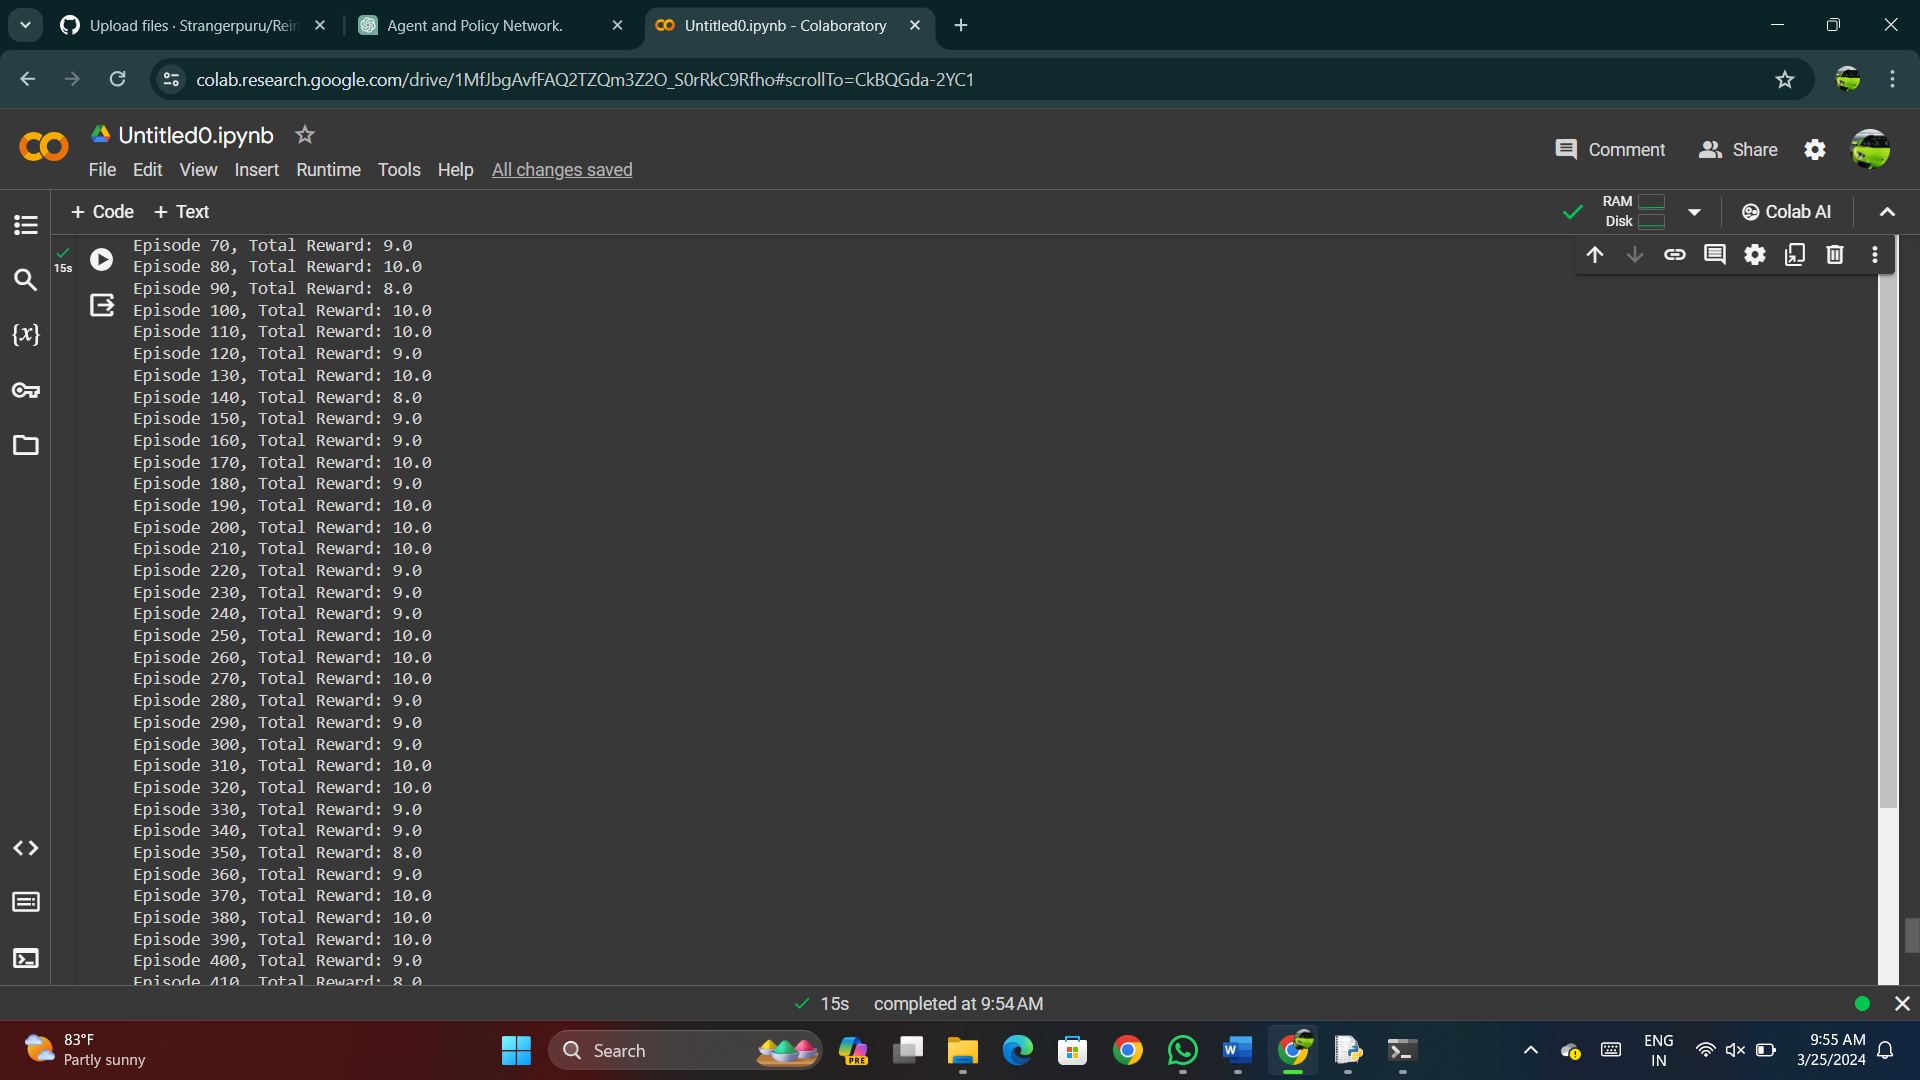 Upload files · Strangerpuru/Rein
Agent and Policy Network.
Untitled0.ipynb - Colaboratory
colab.research.google.com/drive/1MfJbgAvfFAQ2TZQm3Z2O_S0rRkC9Rfho#scrollTo=CkBQGda-2YC1
Untitled0.ipynb
Comment
Share
File Edit View Insert Runtime Tools Help All changes saved
+ Code + Text
RAM
Disk
Colab AI
15s
Episode 70, Total Reward: 9.0
Episode 80, Total Reward: 10.0
Episode 90, Total Reward: 8.0
Episode 100, Total Reward: 10.0
Episode 110, Total Reward: 10.0
Episode 120, Total Reward: 9.0
Episode 130, Total Reward: 10.0
Episode 140, Total Reward: 8.0
Episode 150, Total Reward: 9.0
Episode 160, Total Reward: 9.0
Episode 170, Total Reward: 10.0
Episode 180, Total Reward: 9.0
Episode 190, Total Reward: 10.0
Episode 200, Total Reward: 10.0
Episode 210, Total Reward: 10.0
Episode 220, Total Reward: 9.0
Episode 230, Total Reward: 9.0
Episode 240, Total Reward: 9.0
Episode 250, Total Reward: 10.0
Episode 260, Total Reward: 10.0
Episode 270, Total Reward: 10.0
Episode 280, Total Reward: 9.0
Episode 290, Total Reward: 9.0
Episode 300, Total Reward: 9.0
Episode 310, Total Reward: 10.0
Episode 320, Total Reward: 10.0
Episode 330, Total Reward: 9.0
Episode 340, Total Reward: 9.0
Episode 350, Total Reward: 8.0
Episode 360, Total Reward: 9.0
Episode 370, Total Reward: 10.0
Episode 380, Total Reward: 10.0
Episode 390, Total Reward: 10.0
Episode 400, Total Reward: 9.0
Episode 410, Total Reward: 8.0
15s completed at 9:54 AM
83°F
Partly sunny
Search
PRE
ENG
IN
9:55 AM
3/25/2024